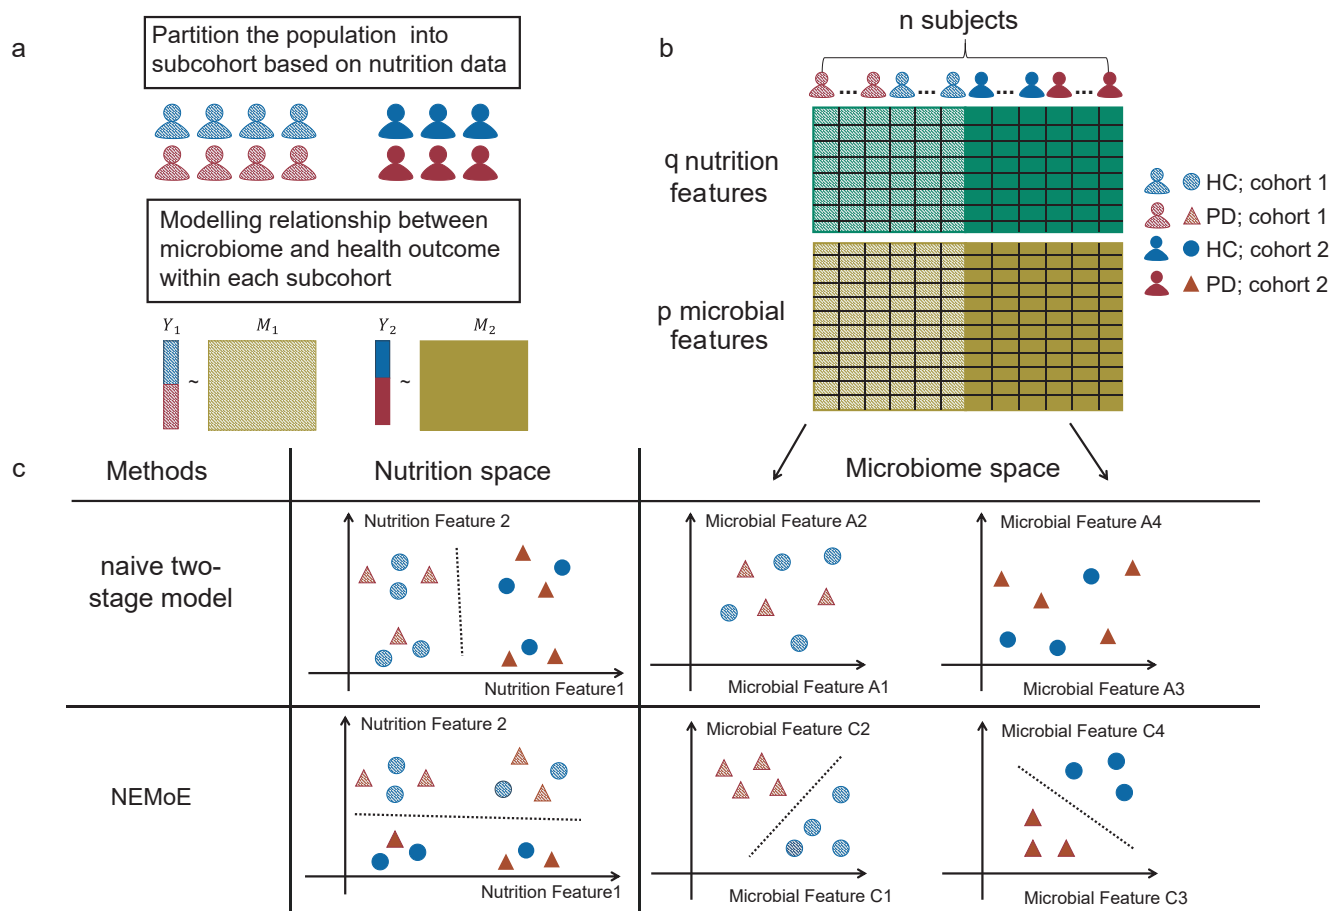 a
Partition the population into
subcohort based on nutrition data
Modelling relationship between
microbiome and health outcome
within each subcohort
Y1 ~ M1
Y2 ~ M2
b
n subjects
... ... ... ...
q nutrition
features
p microbial
features
HC; cohort 1
PD; cohort 1
HC; cohort 2
PD; cohort 2
c
Methods
Nutrition space
Microbiome space
naive two-
stage model
Nutrition Feature 2
Nutrition Feature1
Microbial Feature A2
Microbial Feature A1
Microbial Feature A4
Microbial Feature A3
NEMoE
Nutrition Feature 2
Nutrition Feature1
Microbial Feature C2
Microbial Feature C1
Microbial Feature C4
Microbial Feature C3